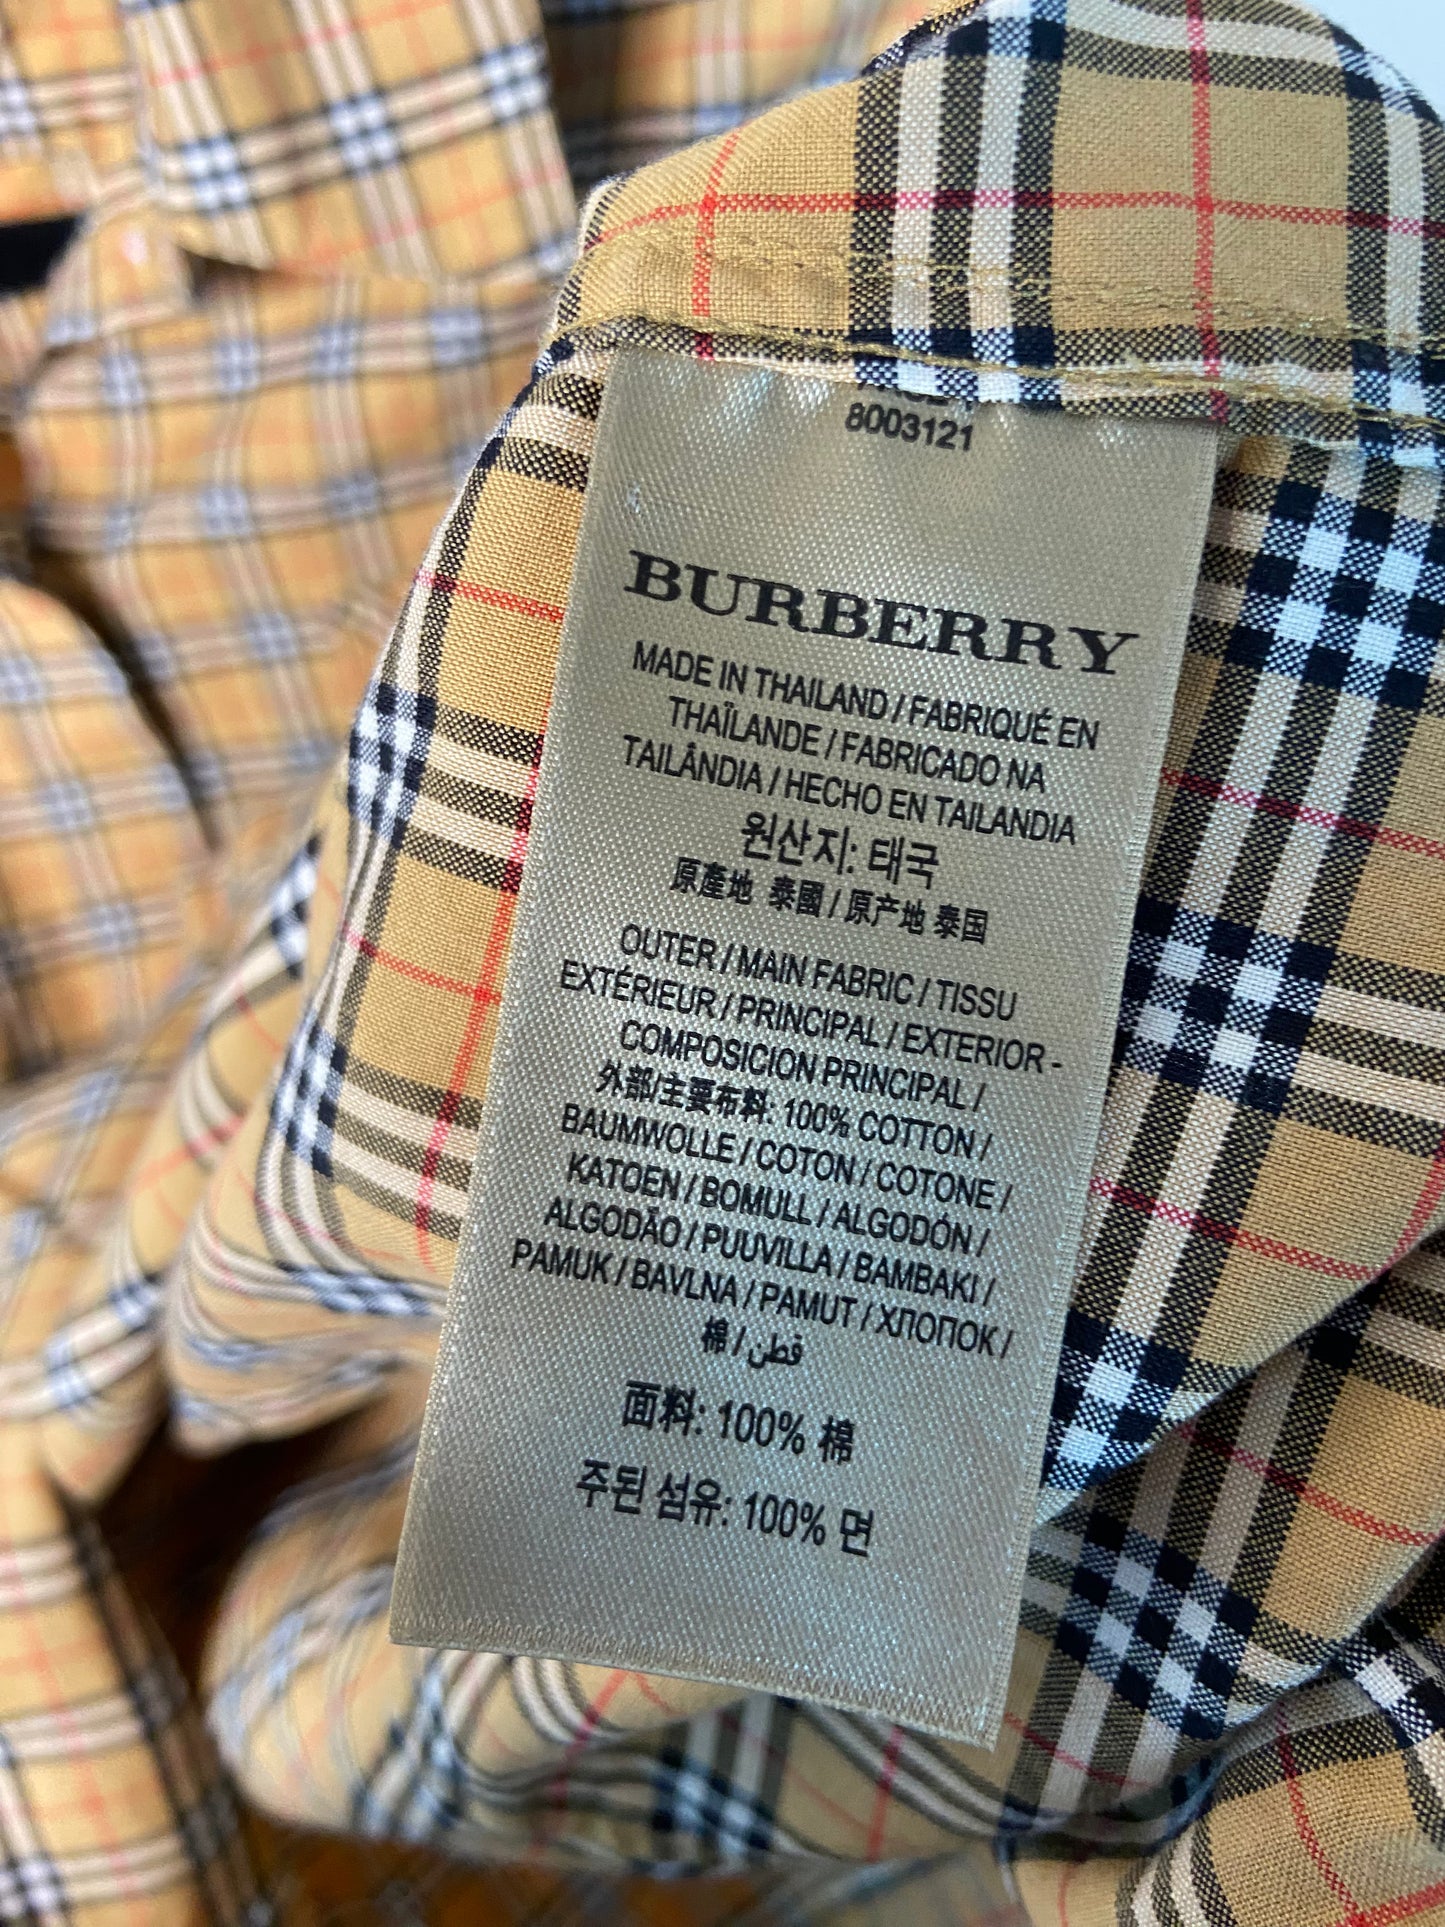 8003121
BURBERRY
MADE IN THAILAND / FABRIQUÉ EN
THAÏLANDE / FABRICADO NA
TAILÂNDIA / HECHO EN TAILANDIA
원산지: 태국
原產地 泰國 / 原产地 泰国
OUTER / MAIN FABRIC / TISSU
EXTÉRIEUR / PRINCIPAL / EXTERIOR -
COMPOSICION PRINCIPAL /
外部/主要布料: 100% COTTON /
BAUMWOLLE / COTON / COTONE /
KATOEN / BOMULL / ALGODÓN /
ALGODÃO / PUUVILLA / BAMBAKI /
PAMUK / BAVLNA / PAMUT / ХЛОПОК /
棉 / قطن
面料: 100% 棉
주된 섬유: 100% 면